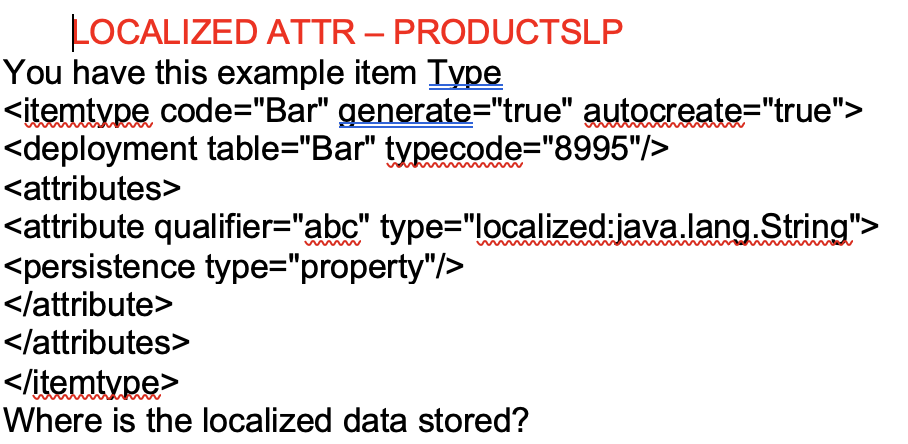 LOCALIZED ATTR – PRODUCTSLP
You have this example item Type
<itemtype code="Bar" generate="true" autocreate="true">
<deployment table="Bar" typecode="8995"/>
<attributes>
<attribute qualifier="abc" type="localized:java.lang.String">
<persistence type="property"/>
</attribute>
</attributes>
</itemtype>
Where is the localized data stored?